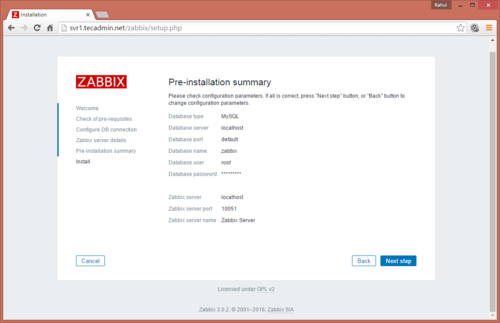 Rahul
Installation
svr1.tecadmin.net/zabbix/setup.php
ZABBIX
Welcome
Check of pre-requisites
Configure DB connection
Zabbix server details
Pre-installation summary
Install
Pre-installation summary
Please check configuration parameters. If all is correct, press "Next step" button, or "Back" button to
change configuration parameters.
Database type MySQL
Database server localhost
Database port default
Database name zabbix
Database user root
Database password *********
Zabbix server localhost
Zabbix server port 10051
Zabbix server name Zabbix Server
Cancel
Back
Next step
Licensed under GPL v2
Zabbix 3.0.2. © 2001–2016, Zabbix SIA